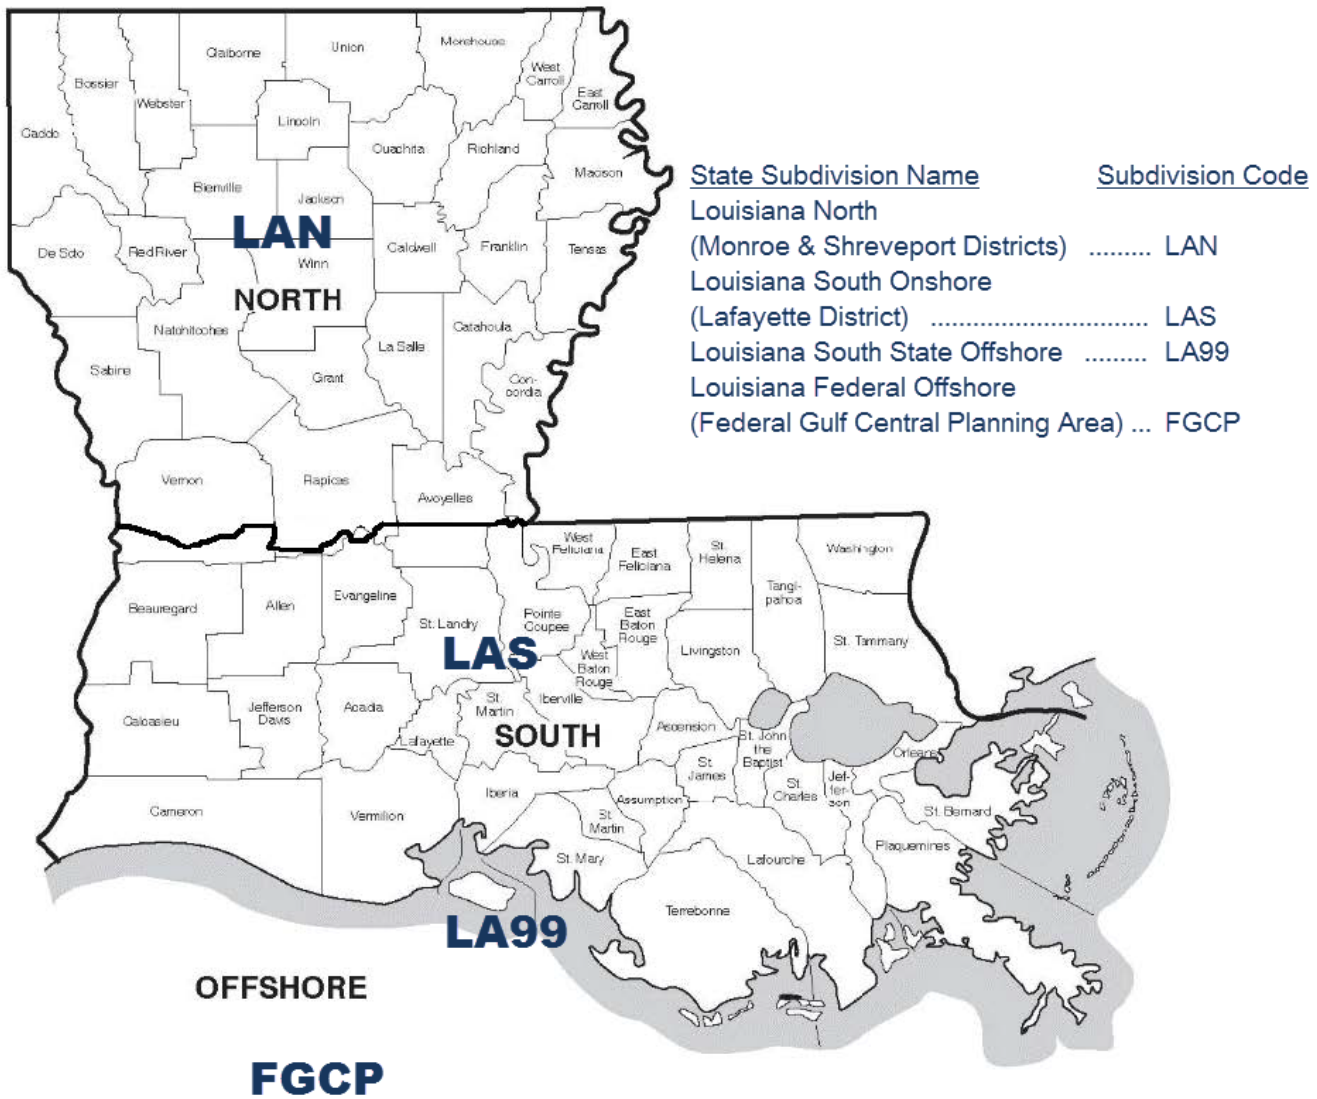 Claiborne
Union
Morehouse
West
Carroll
East
Carroll
Bossier
Webster
Lincoln
Caddo
Ouachita
Richland
Madison
Bienville
Jackson
LAN
De Soto
Red River
Winn
Caldwell
Franklin
Tensas
NORTH
Natchitoches
Catahoula
La Salle
Sabine
Grant
Con-
cordia
Vernon
Rapides
Avoyelles
State Subdivision Name Subdivision Code
Louisiana North
(Monroe & Shreveport Districts) ......... LAN
Louisiana South Onshore
(Lafayette District) ............................... LAS
Louisiana South State Offshore ......... LA99
Louisiana Federal Offshore
(Federal Gulf Central Planning Area) ... FGCP
West
Feliciana
East
Feliciana
St.
Helena
Washington
Tangi-
pahoa
Beauregard
Allen
Evangeline
St. Landry
Pointe
Coupee
East
Baton
Rouge
LAS
West
Baton
Rouge
Livingston
St. Tammany
Calcasieu
Jefferson
Davis
Acadia
Lafayette
St.
Martin
Iberville
SOUTH
Ascension
St. John
the
Baptist
Orleans
St.
James
St.
Charles
Jef-
fer-
son
Cameron
Vermilion
Iberia
Assumption
St.
Martin
St. Bernard
St. Mary
Lafourche
Plaquemines
Terrebonne
LA99
OFFSHORE
FGCP